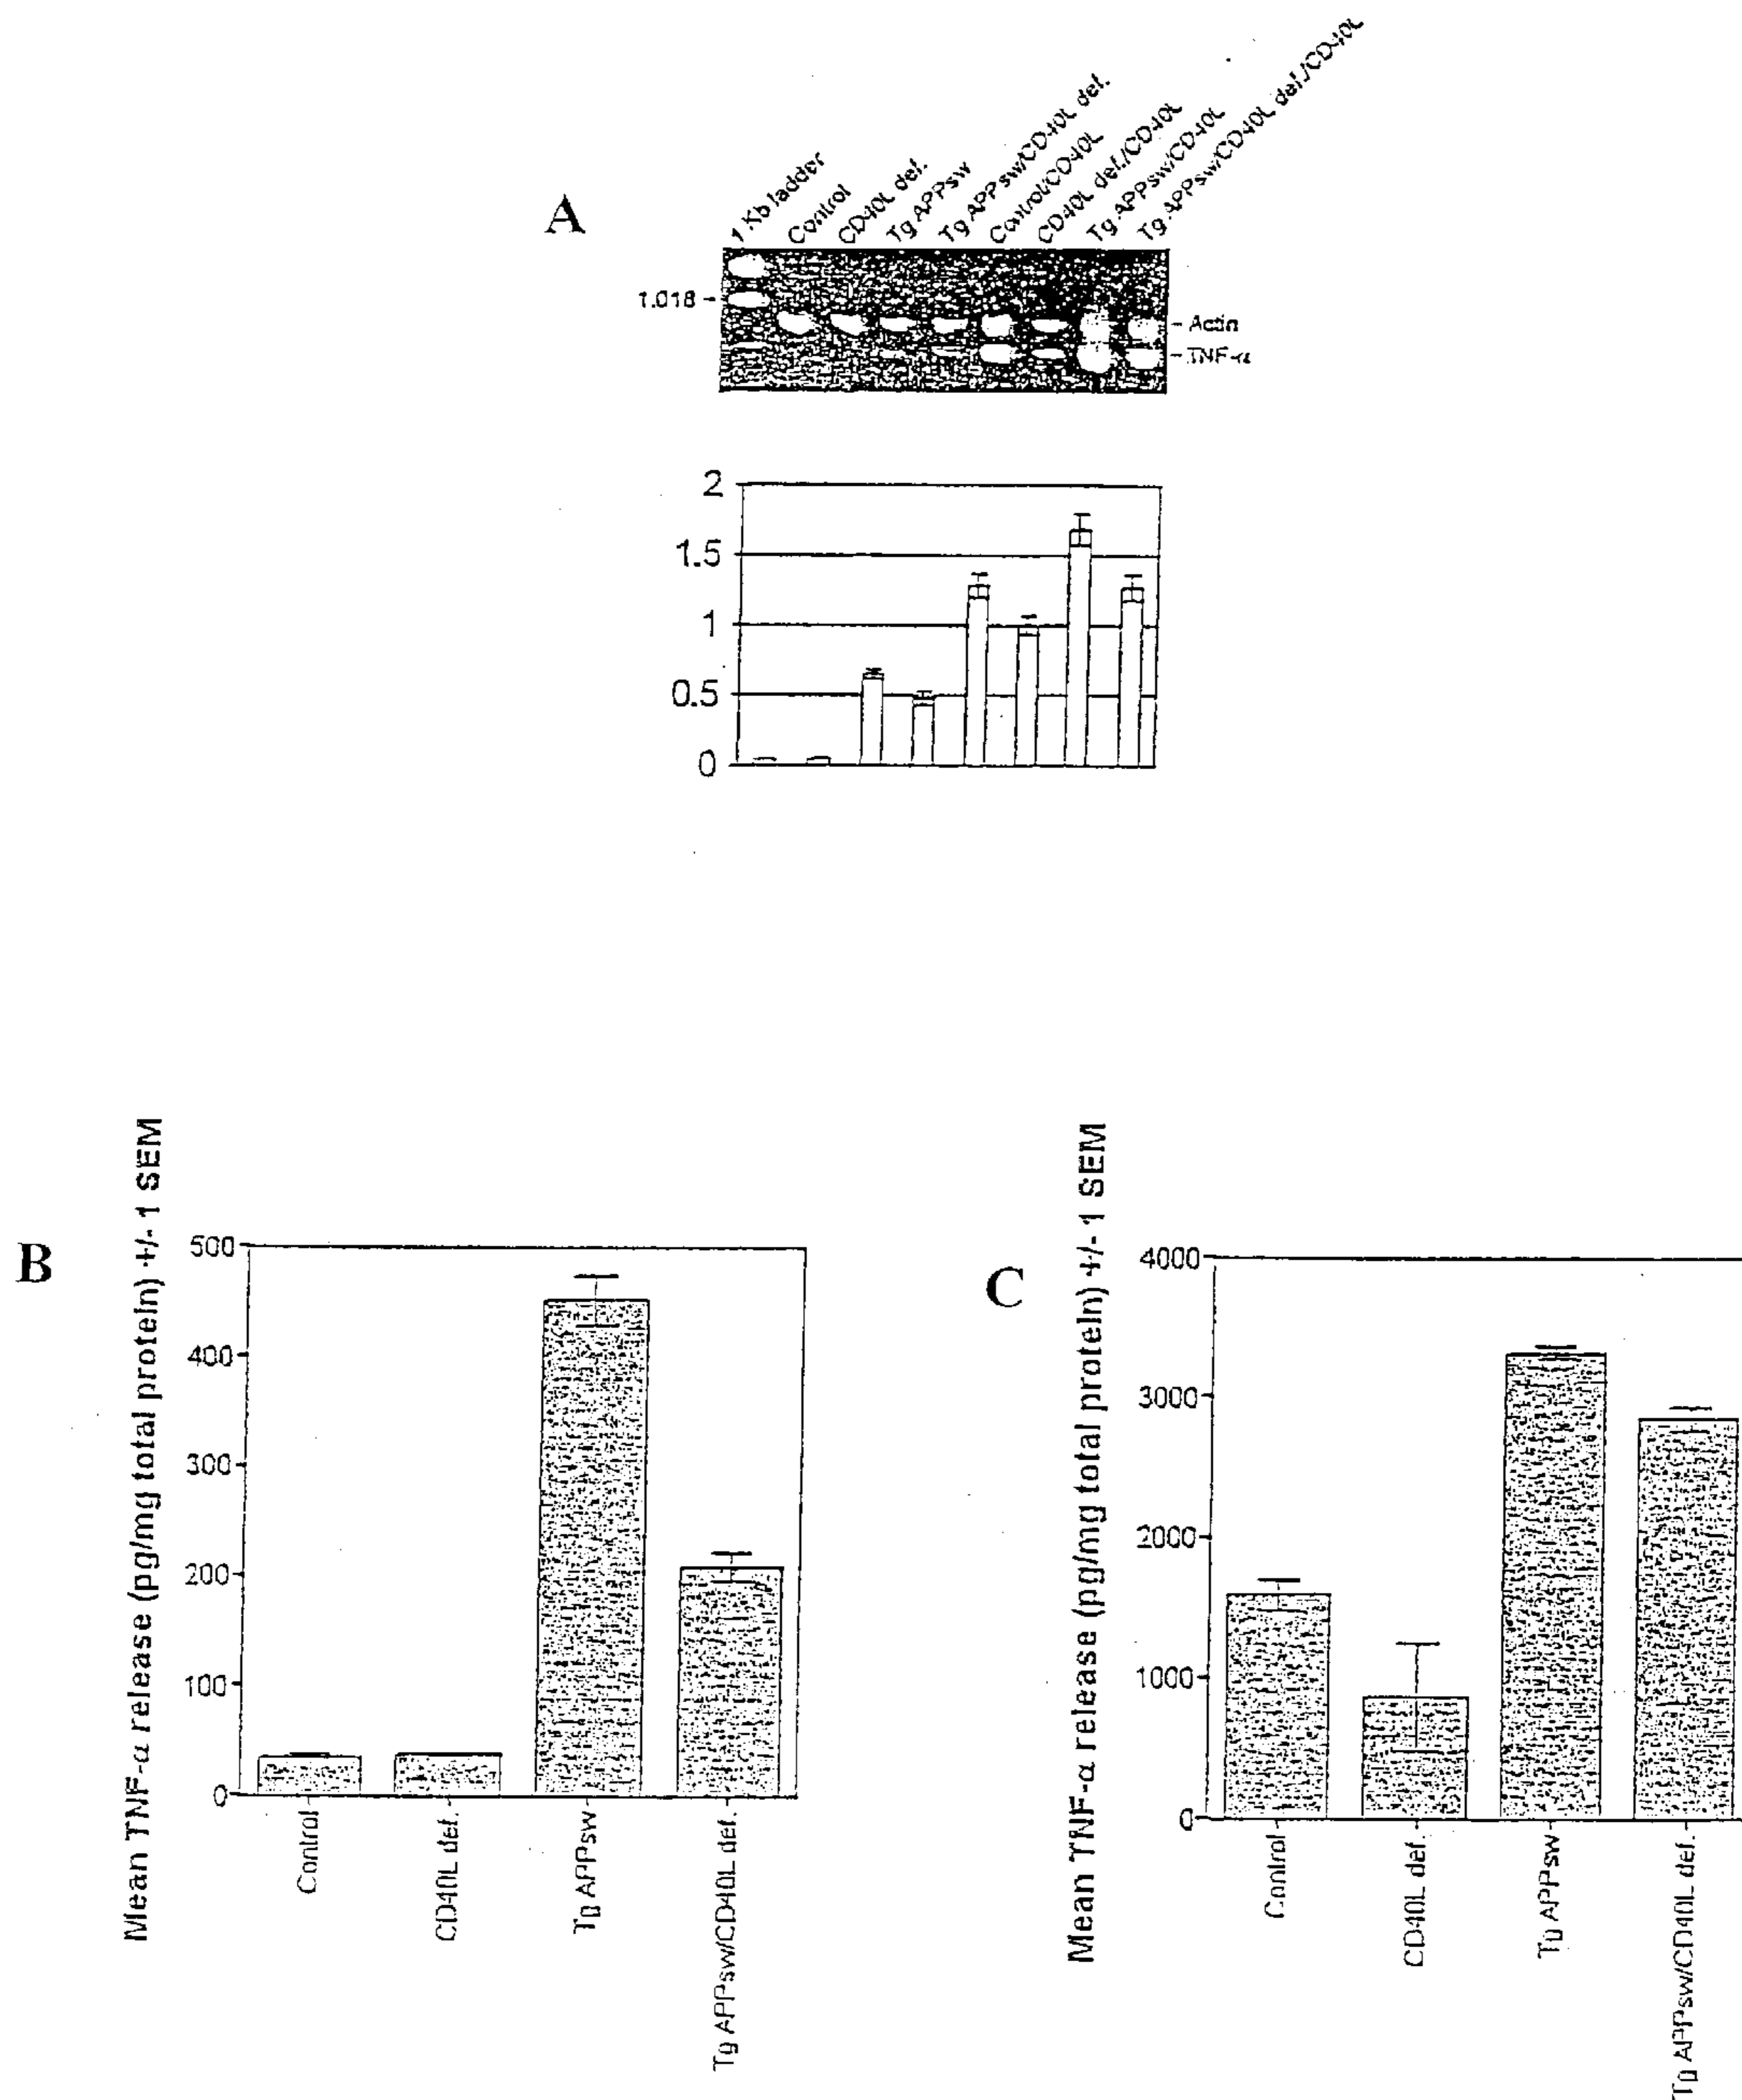 A
1 Kb ladder
Control
CD40L def.
Tg APPsw
Tg APPsw/CD40L def.
Control/CD40L
CD40L def./CD40L
Tg APPsw/CD40L
Tg APPsw/CD40L def./CD40L
1.018
Actin
TNF-α
2
1.5
1
0.5
0
B
Mean TNF-α release (pg/mg total protein) +/- 1 SEM
500
400
300
200
100
0
Control
CD40L def.
Tg APPsw
Tg APPsw/CD40L def.
C
Mean TNF-α release (pg/mg total protein) +/- 1 SEM
4000
3000
2000
1000
0
Control
CD40L def.
Tg APPsw
Tg APPsw/CD40L def.